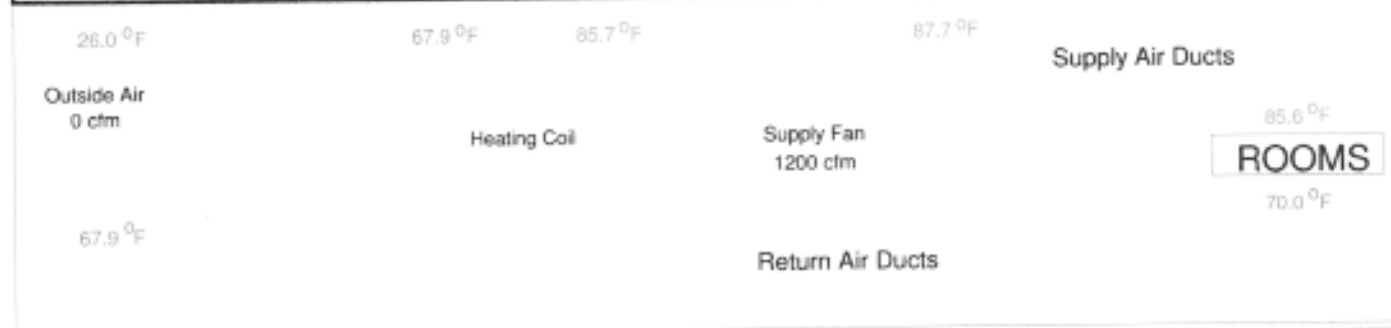 26.0 °F
67.9 °F
85.7 °F
87.7 °F
Supply Air Ducts
Outside Air
0 cfm
Heating Coil
Supply Fan
1200 cfm
85.6 °F
ROOMS
70.0 °F
67.9 °F
Return Air Ducts